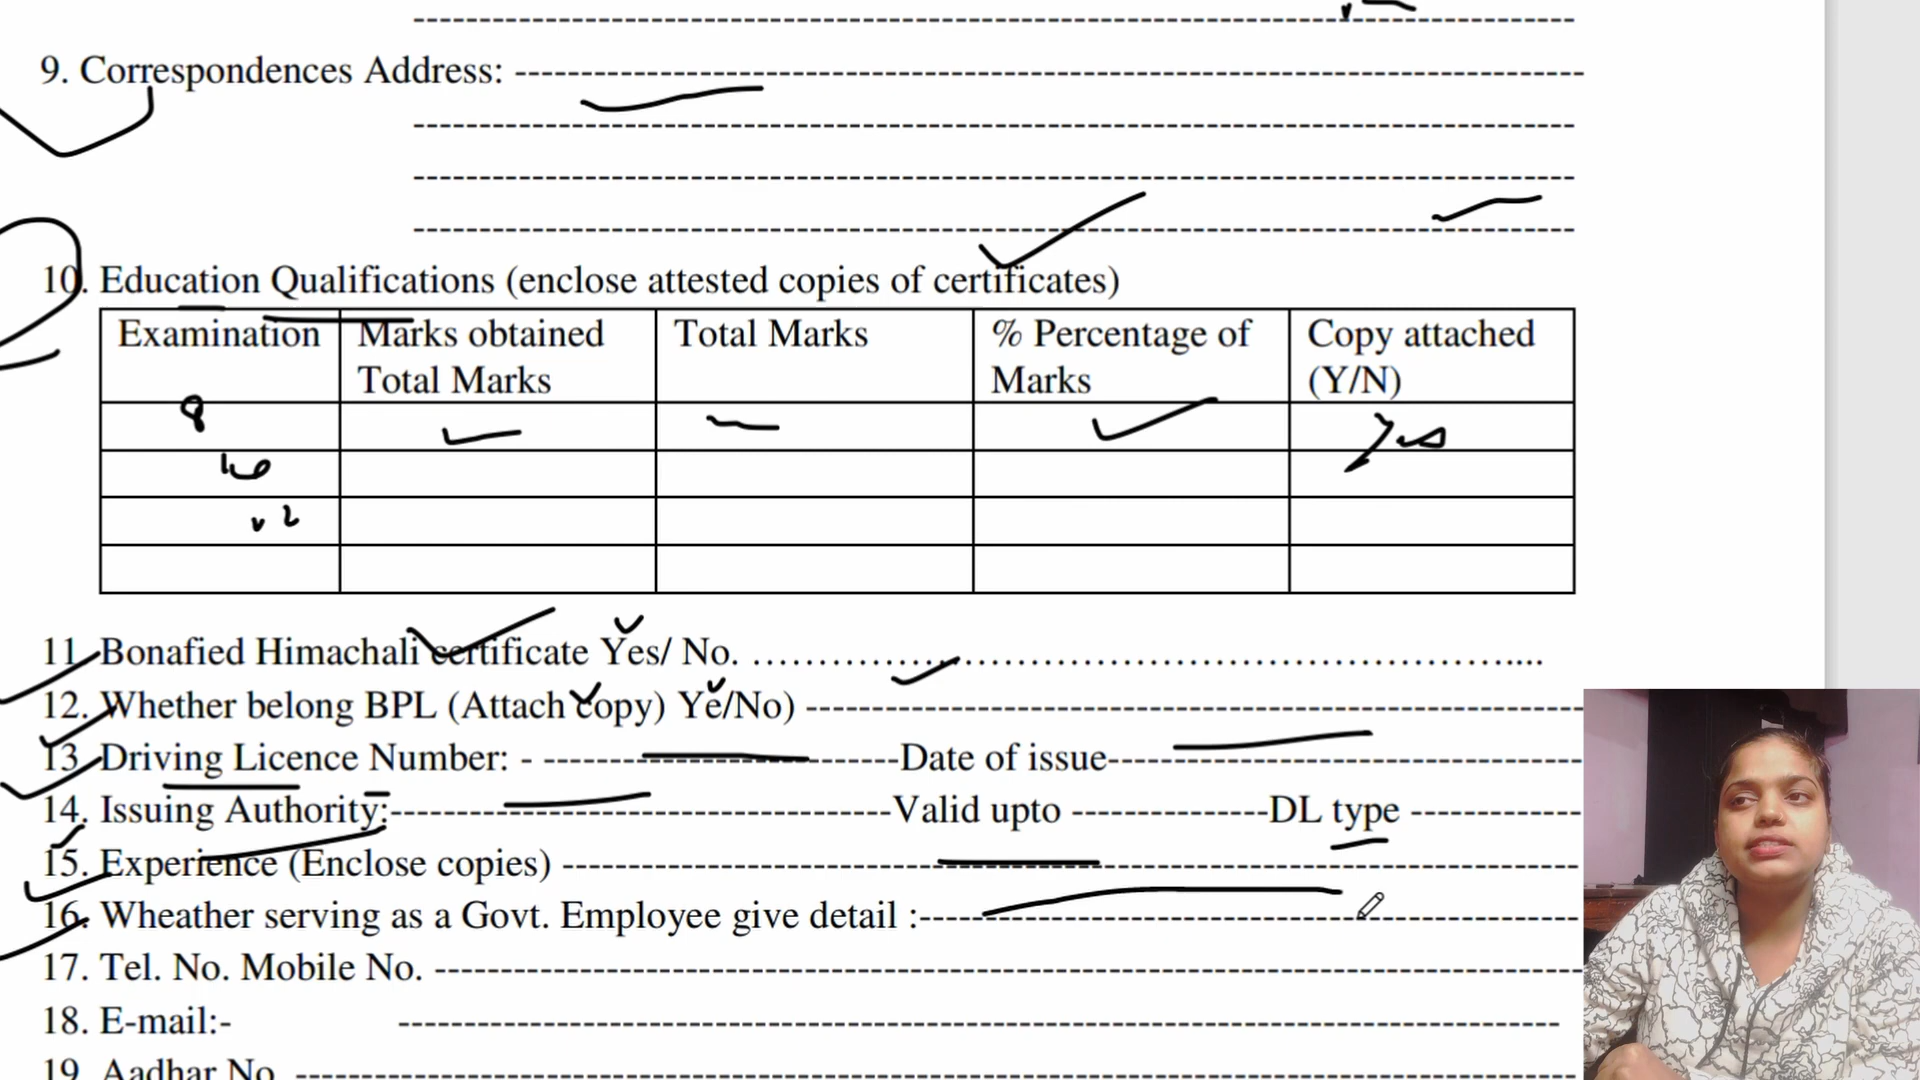 9. Correspondences Address: -----------------------------------------------------------------------
10. Education Qualifications (enclose attested copies of certificates)
Examination Marks obtained Total Marks Total Marks % Percentage of Marks Copy attached (Y/N)
8 yes
10
12
11. Bonafied Himachali certificate Yes/ No. ..................................................................
12. Whether belong BPL (Attach copy) Ye/No) --------------------------------------------------
13. Driving Licence Number: - ----------------------Date of issue------------------------------
14. Issuing Authority:--------------------------------Valid upto ---------------DL type -------------
15. Experience (Enclose copies) ------------------------------------------------------------------
16. Wheather serving as a Govt. Employee give detail :------------------------------------------
17. Tel. No. Mobile No. --------------------------------------------------------------------------
18. E-mail:- --------------------------------------------------------------------------
19. Aadhar No. --------------------------------------------------------------------------